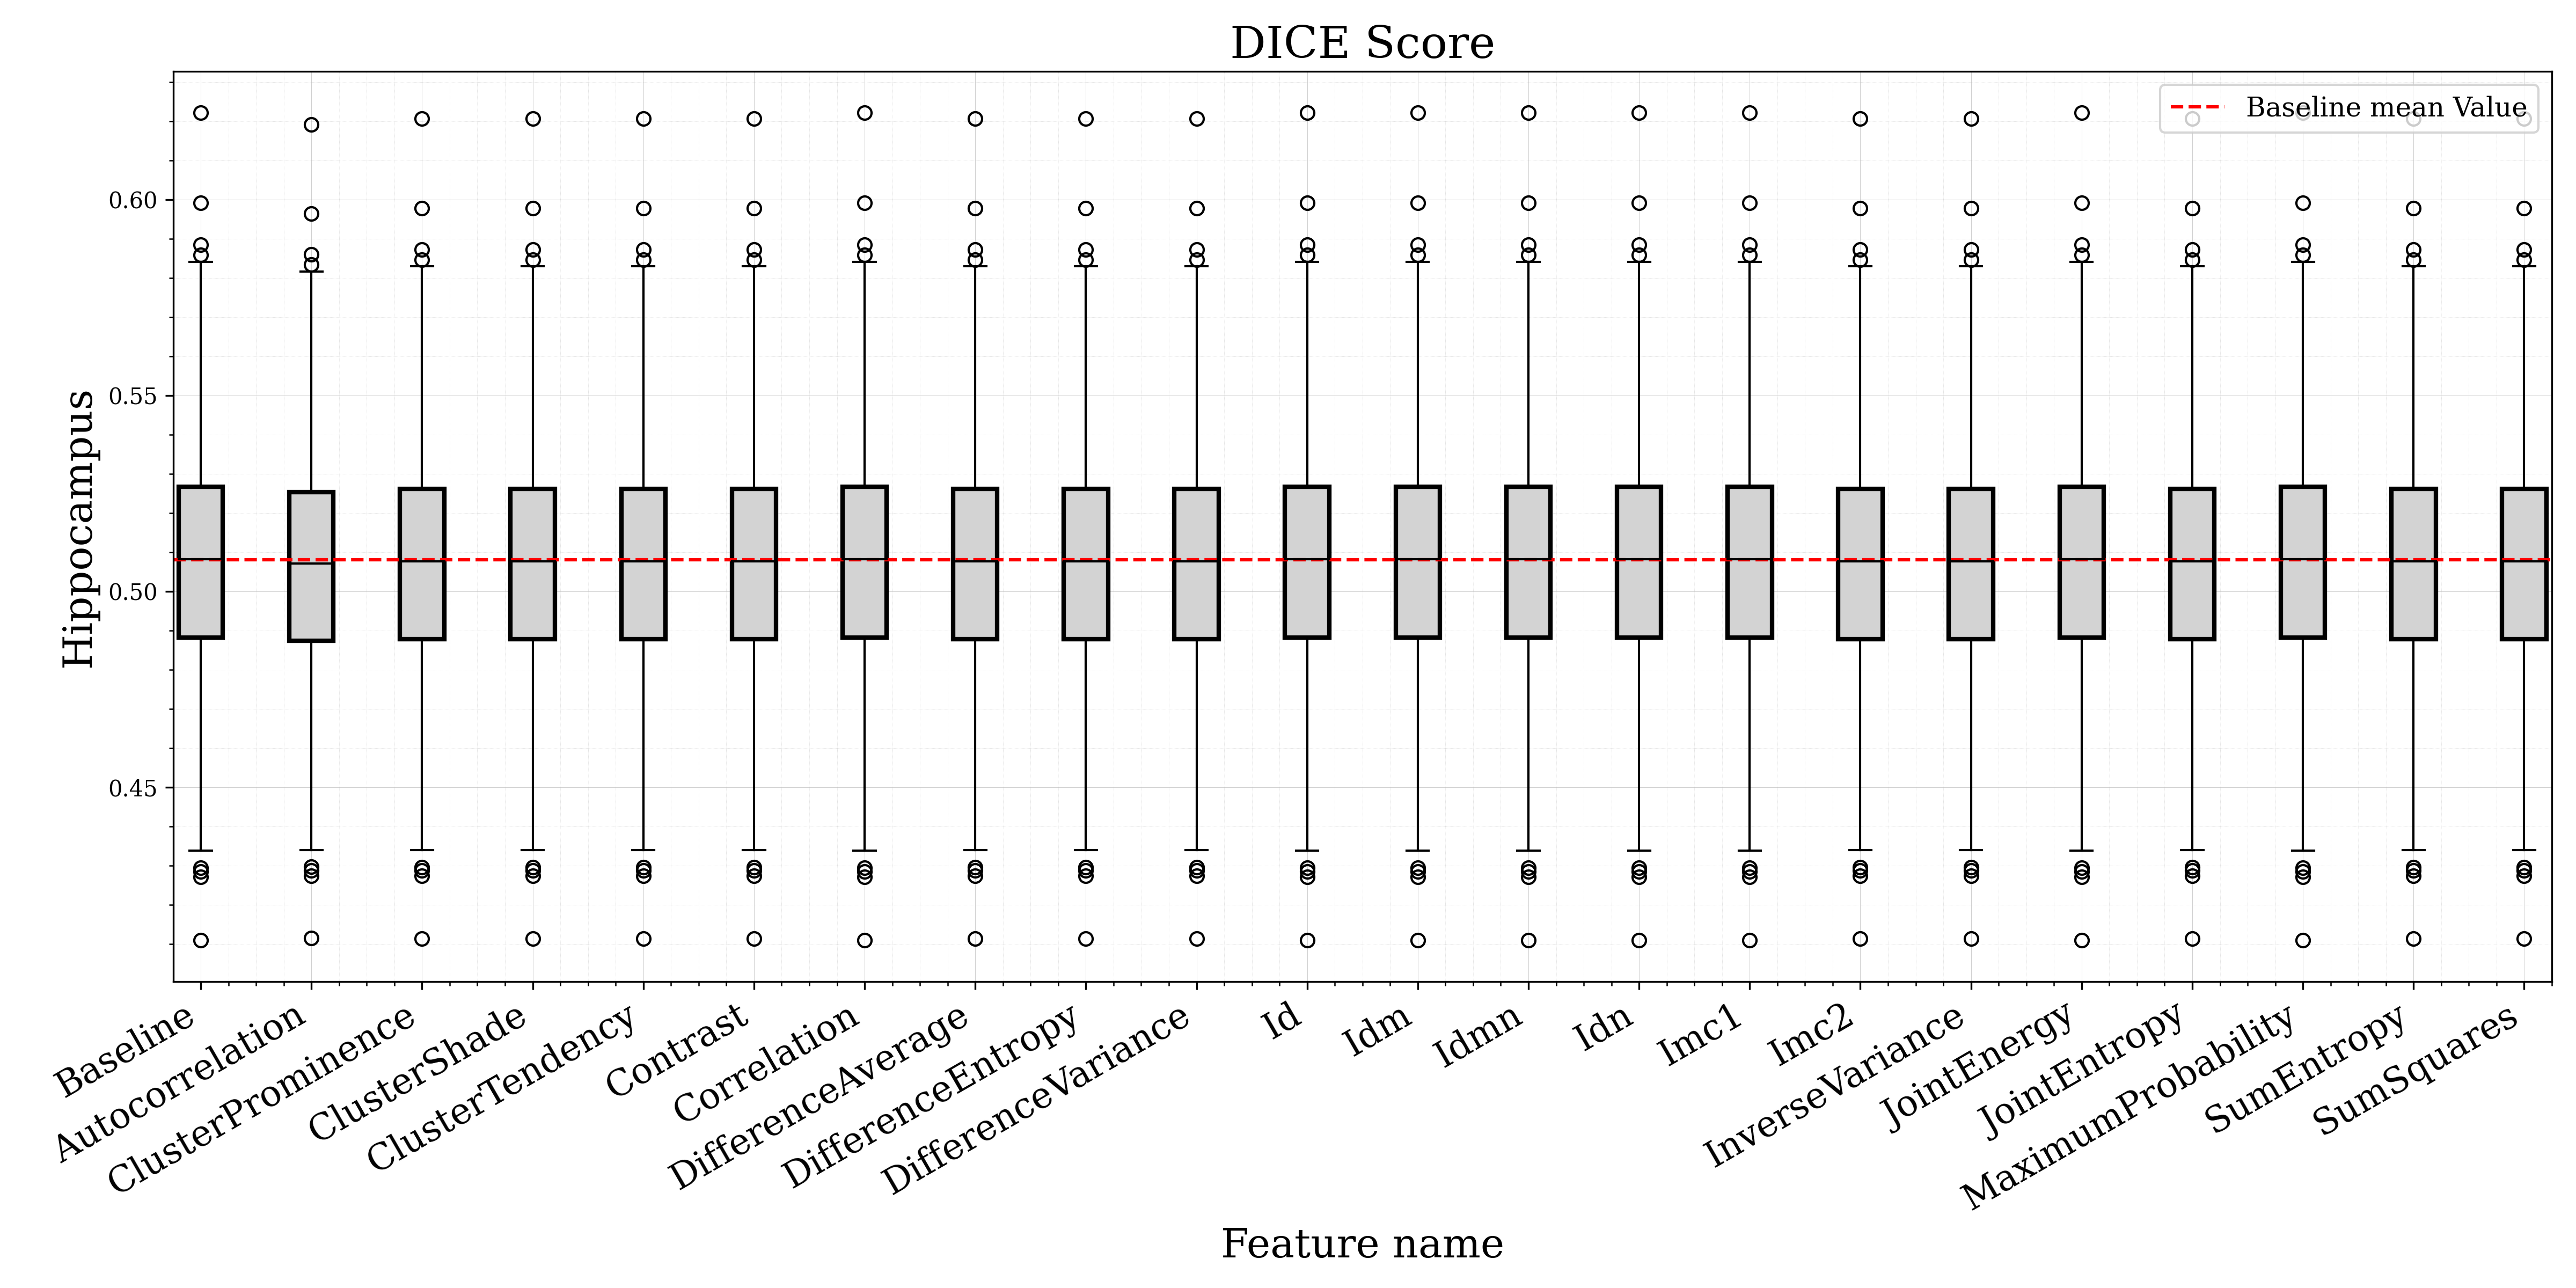 DICE Score
Baseline mean Value
Hippocampus
0.60
0.55
0.50
0.45
Baseline
Autocorrelation
ClusterProminence
ClusterShade
ClusterTendency
Contrast
Correlation
DifferenceAverage
DifferenceEntropy
DifferenceVariance
Id
Idm
Idmn
Idn
Imc1
Imc2
InverseVariance
JointEnergy
JointEntropy
MaximumProbability
SumEntropy
SumSquares
Feature name